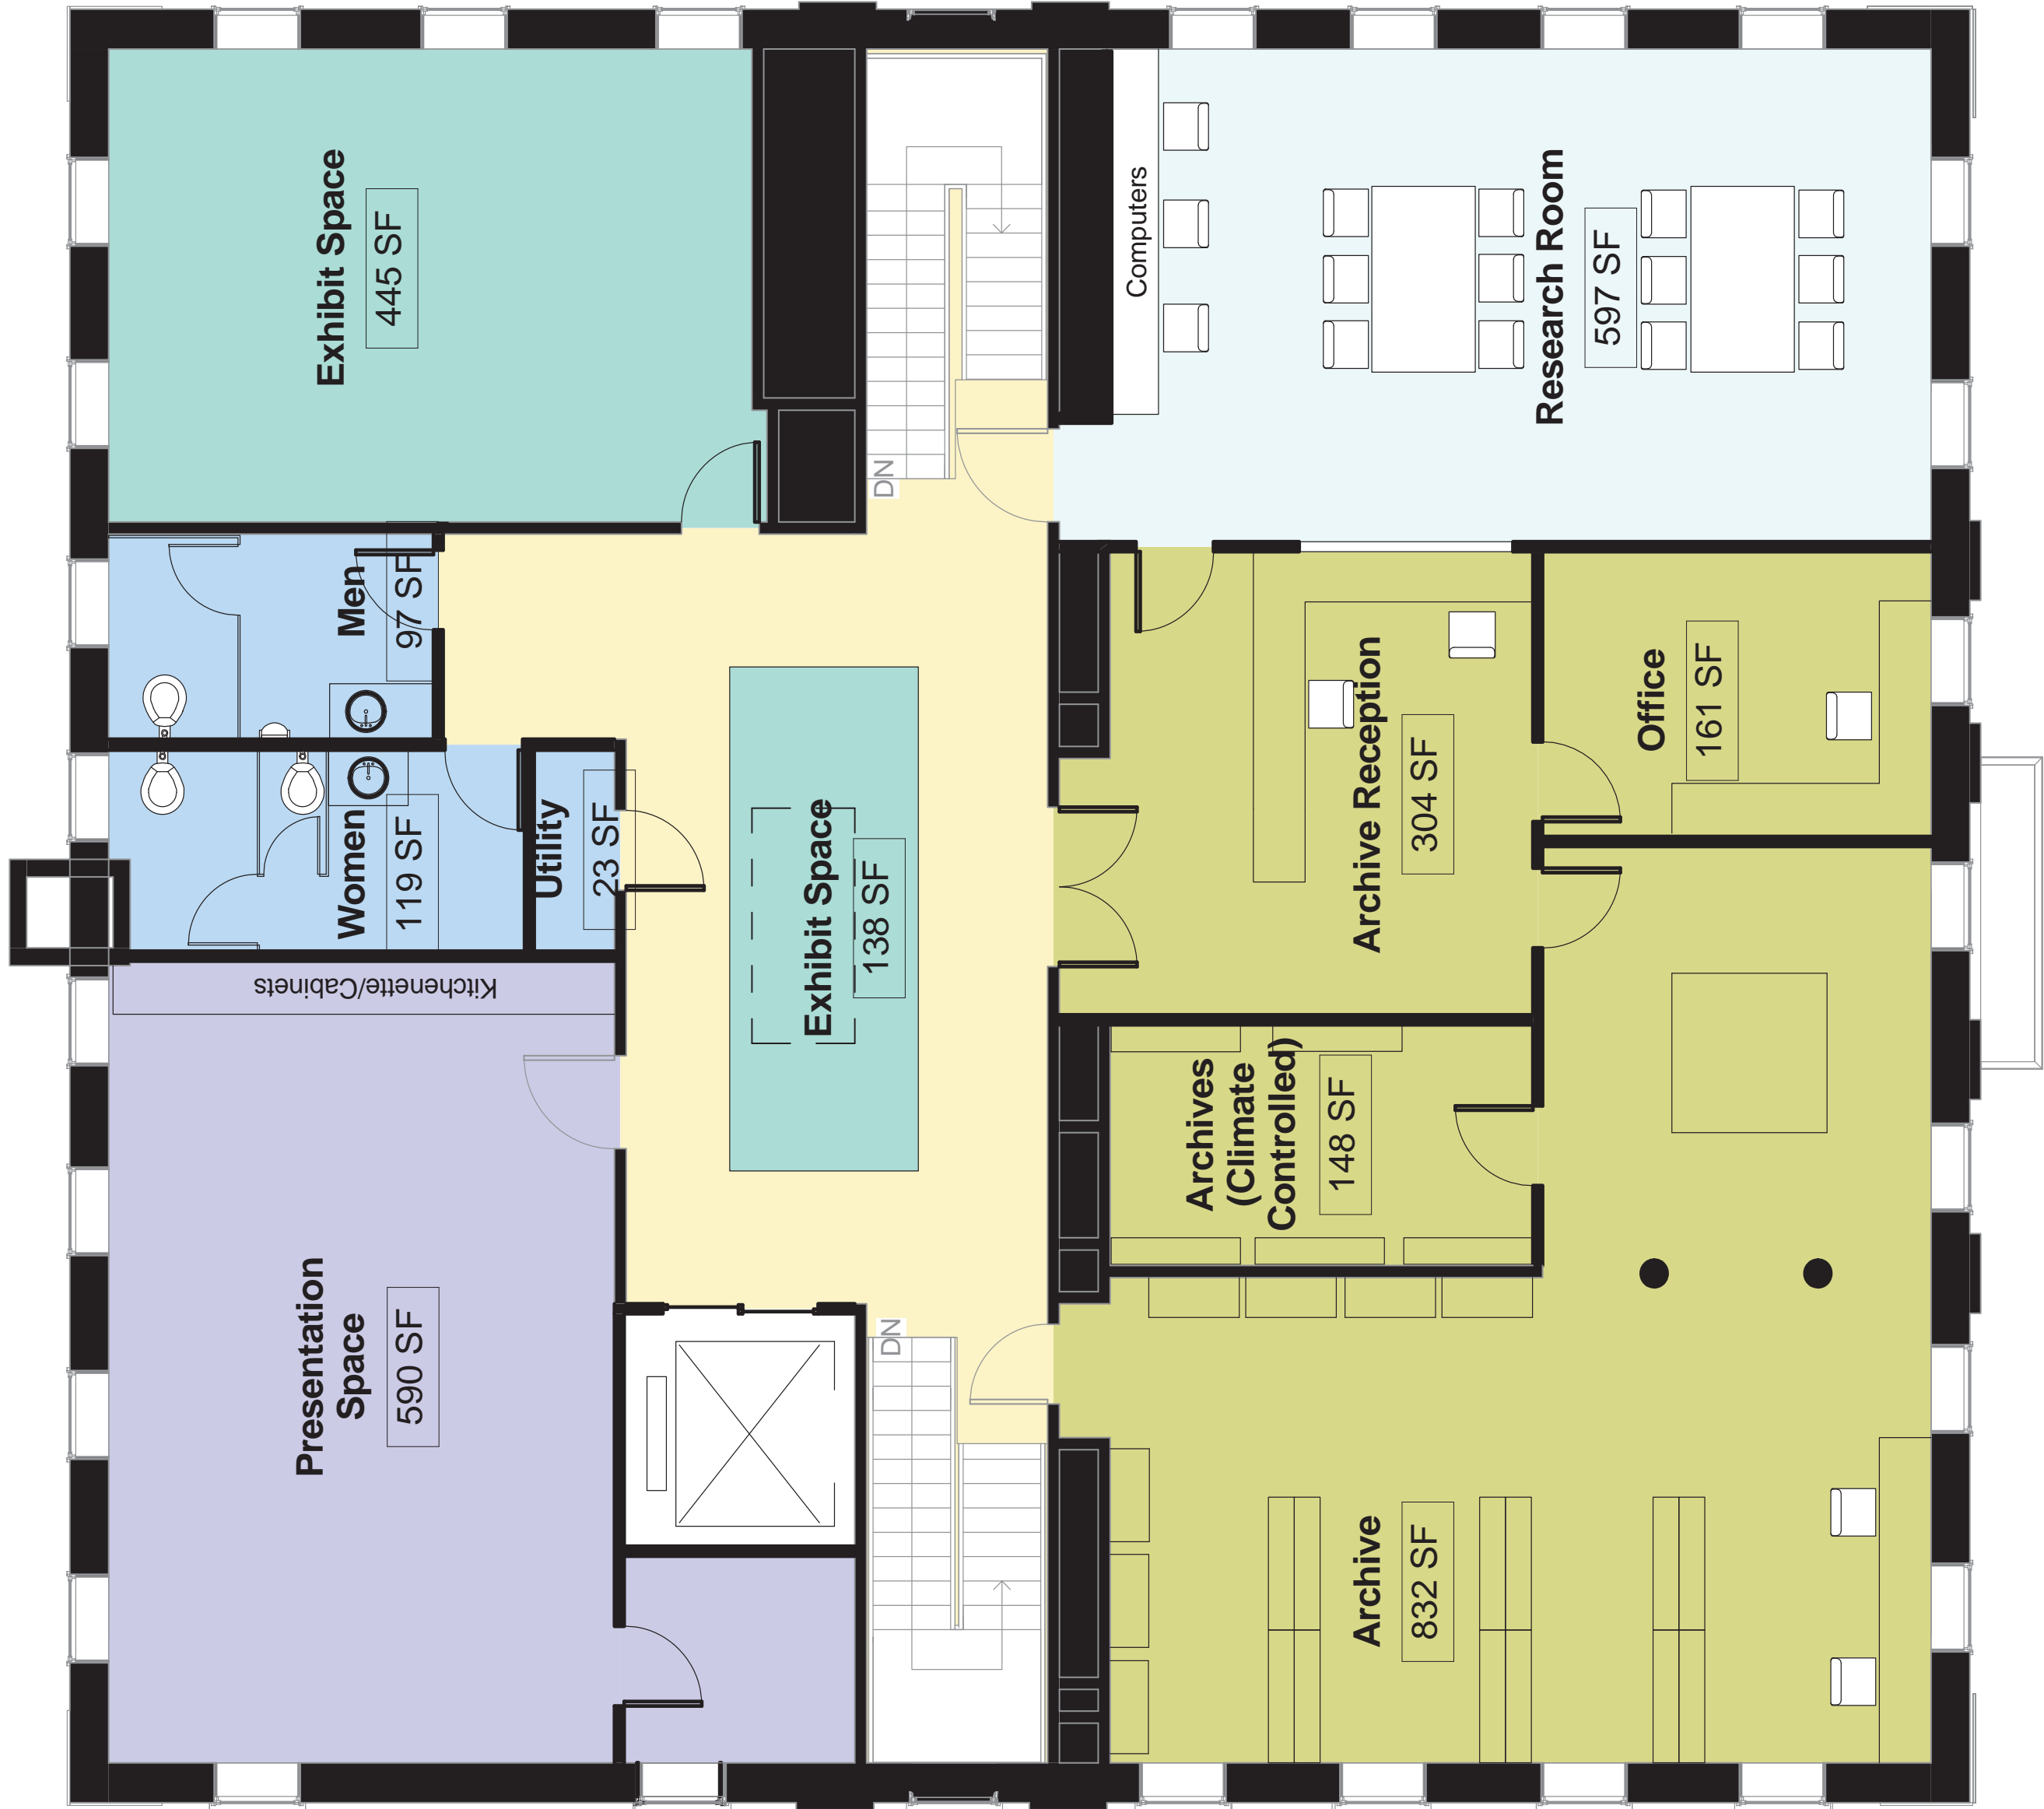 Exhibit Space
445 SF
Men
97 SF
Women
119 SF
Utility
23 SF
Kitchenette/Cabinets
Presentation
Space
590 SF
Exhibit Space
138 SF
DN
DN
Computers
Research Room
597 SF
Archive Reception
304 SF
Office
161 SF
Archives
(Climate
Controlled)
148 SF
Archive
832 SF